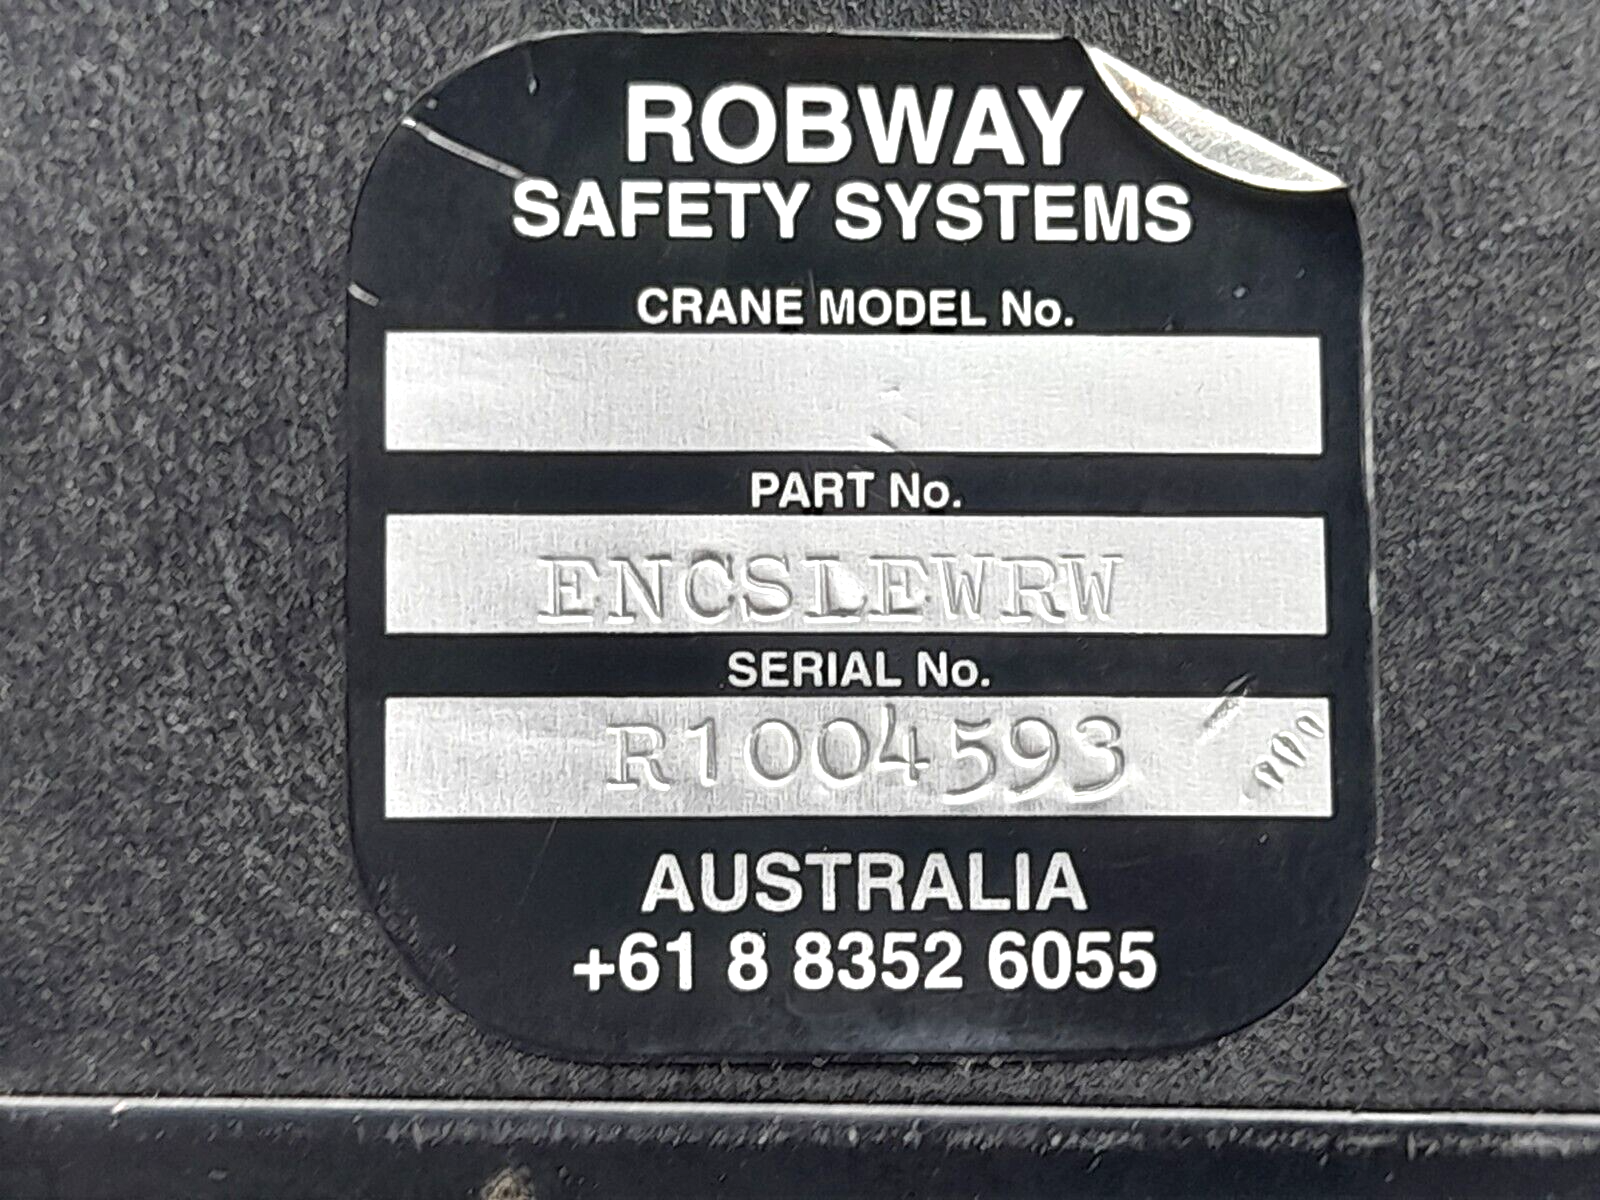 ROBWAY
SAFETY SYSTEMS
CRANE MODEL No.
PART No.
ENCSLEWRW
SERIAL No.
R1004593
AUSTRALIA
+61 8 8352 6055